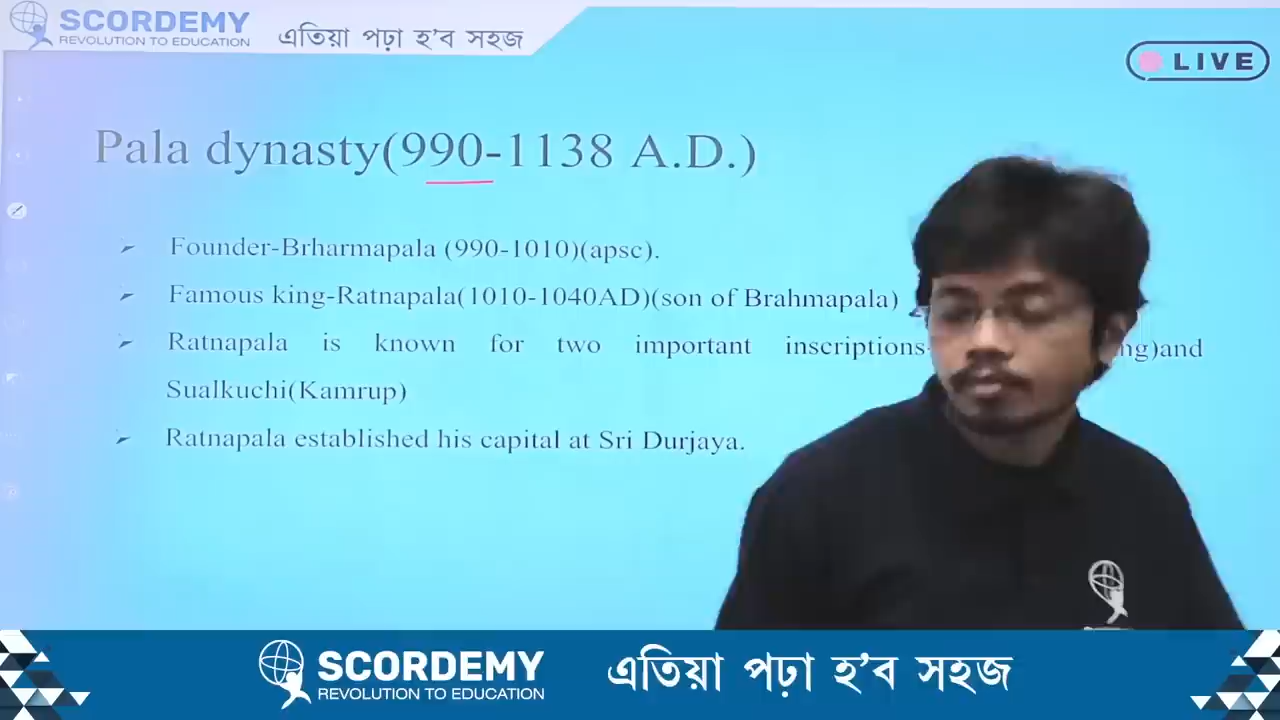 SCORDEMY
REVOLUTION TO EDUCATION
এতিয়া পঢ়া হ'ব সহজ
LIVE
Pala dynasty(990-1138 A.D.)
Founder-Brharmapala (990-1010)(apsc).
Famous king-Ratnapala(1010-1040AD)(son of Brahmapala)
Ratnapala is known for two important inscriptions- ng)and
Sualkuchi(Kamrup)
Ratnapala established his capital at Sri Durjaya.
SCORDEMY
REVOLUTION TO EDUCATION
এতিয়া পঢ়া হ'ব সহজ